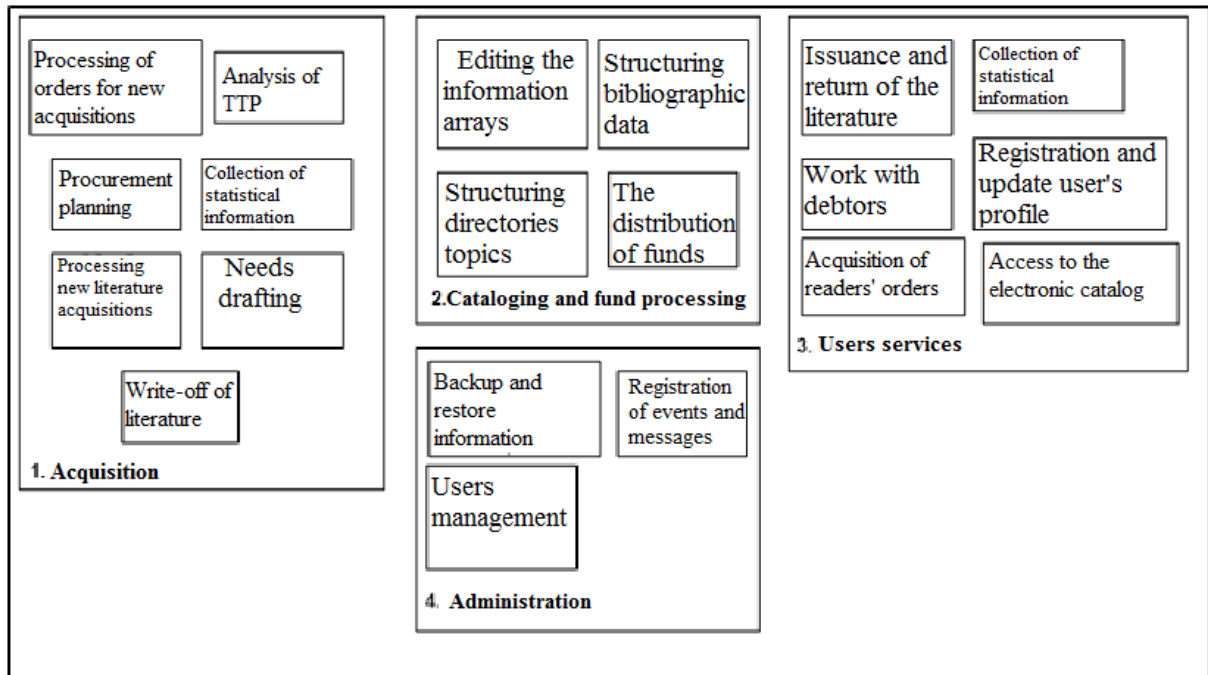 Processing of
orders for new
acquisitions
Analysis of
TTP
Procurement
planning
Collection of
statistical
information
Processing
new literature
acquisitions
Needs
drafting
Write-off of
literature
1. Acquisition
Editing the
information
arrays
Structuring
bibliographic
data
Structuring
directories
topics
The
distribution
of funds
2.Cataloging and fund processing
Issuance and
return of the
literature
Collection of
statistical
information
Work with
debtors
Registration and
update user's
profile
Acquisition of
readers' orders
Access to the
electronic catalog
3. Users services
Backup and
restore
information
Registration
of events and
messages
Users
management
4. Administration